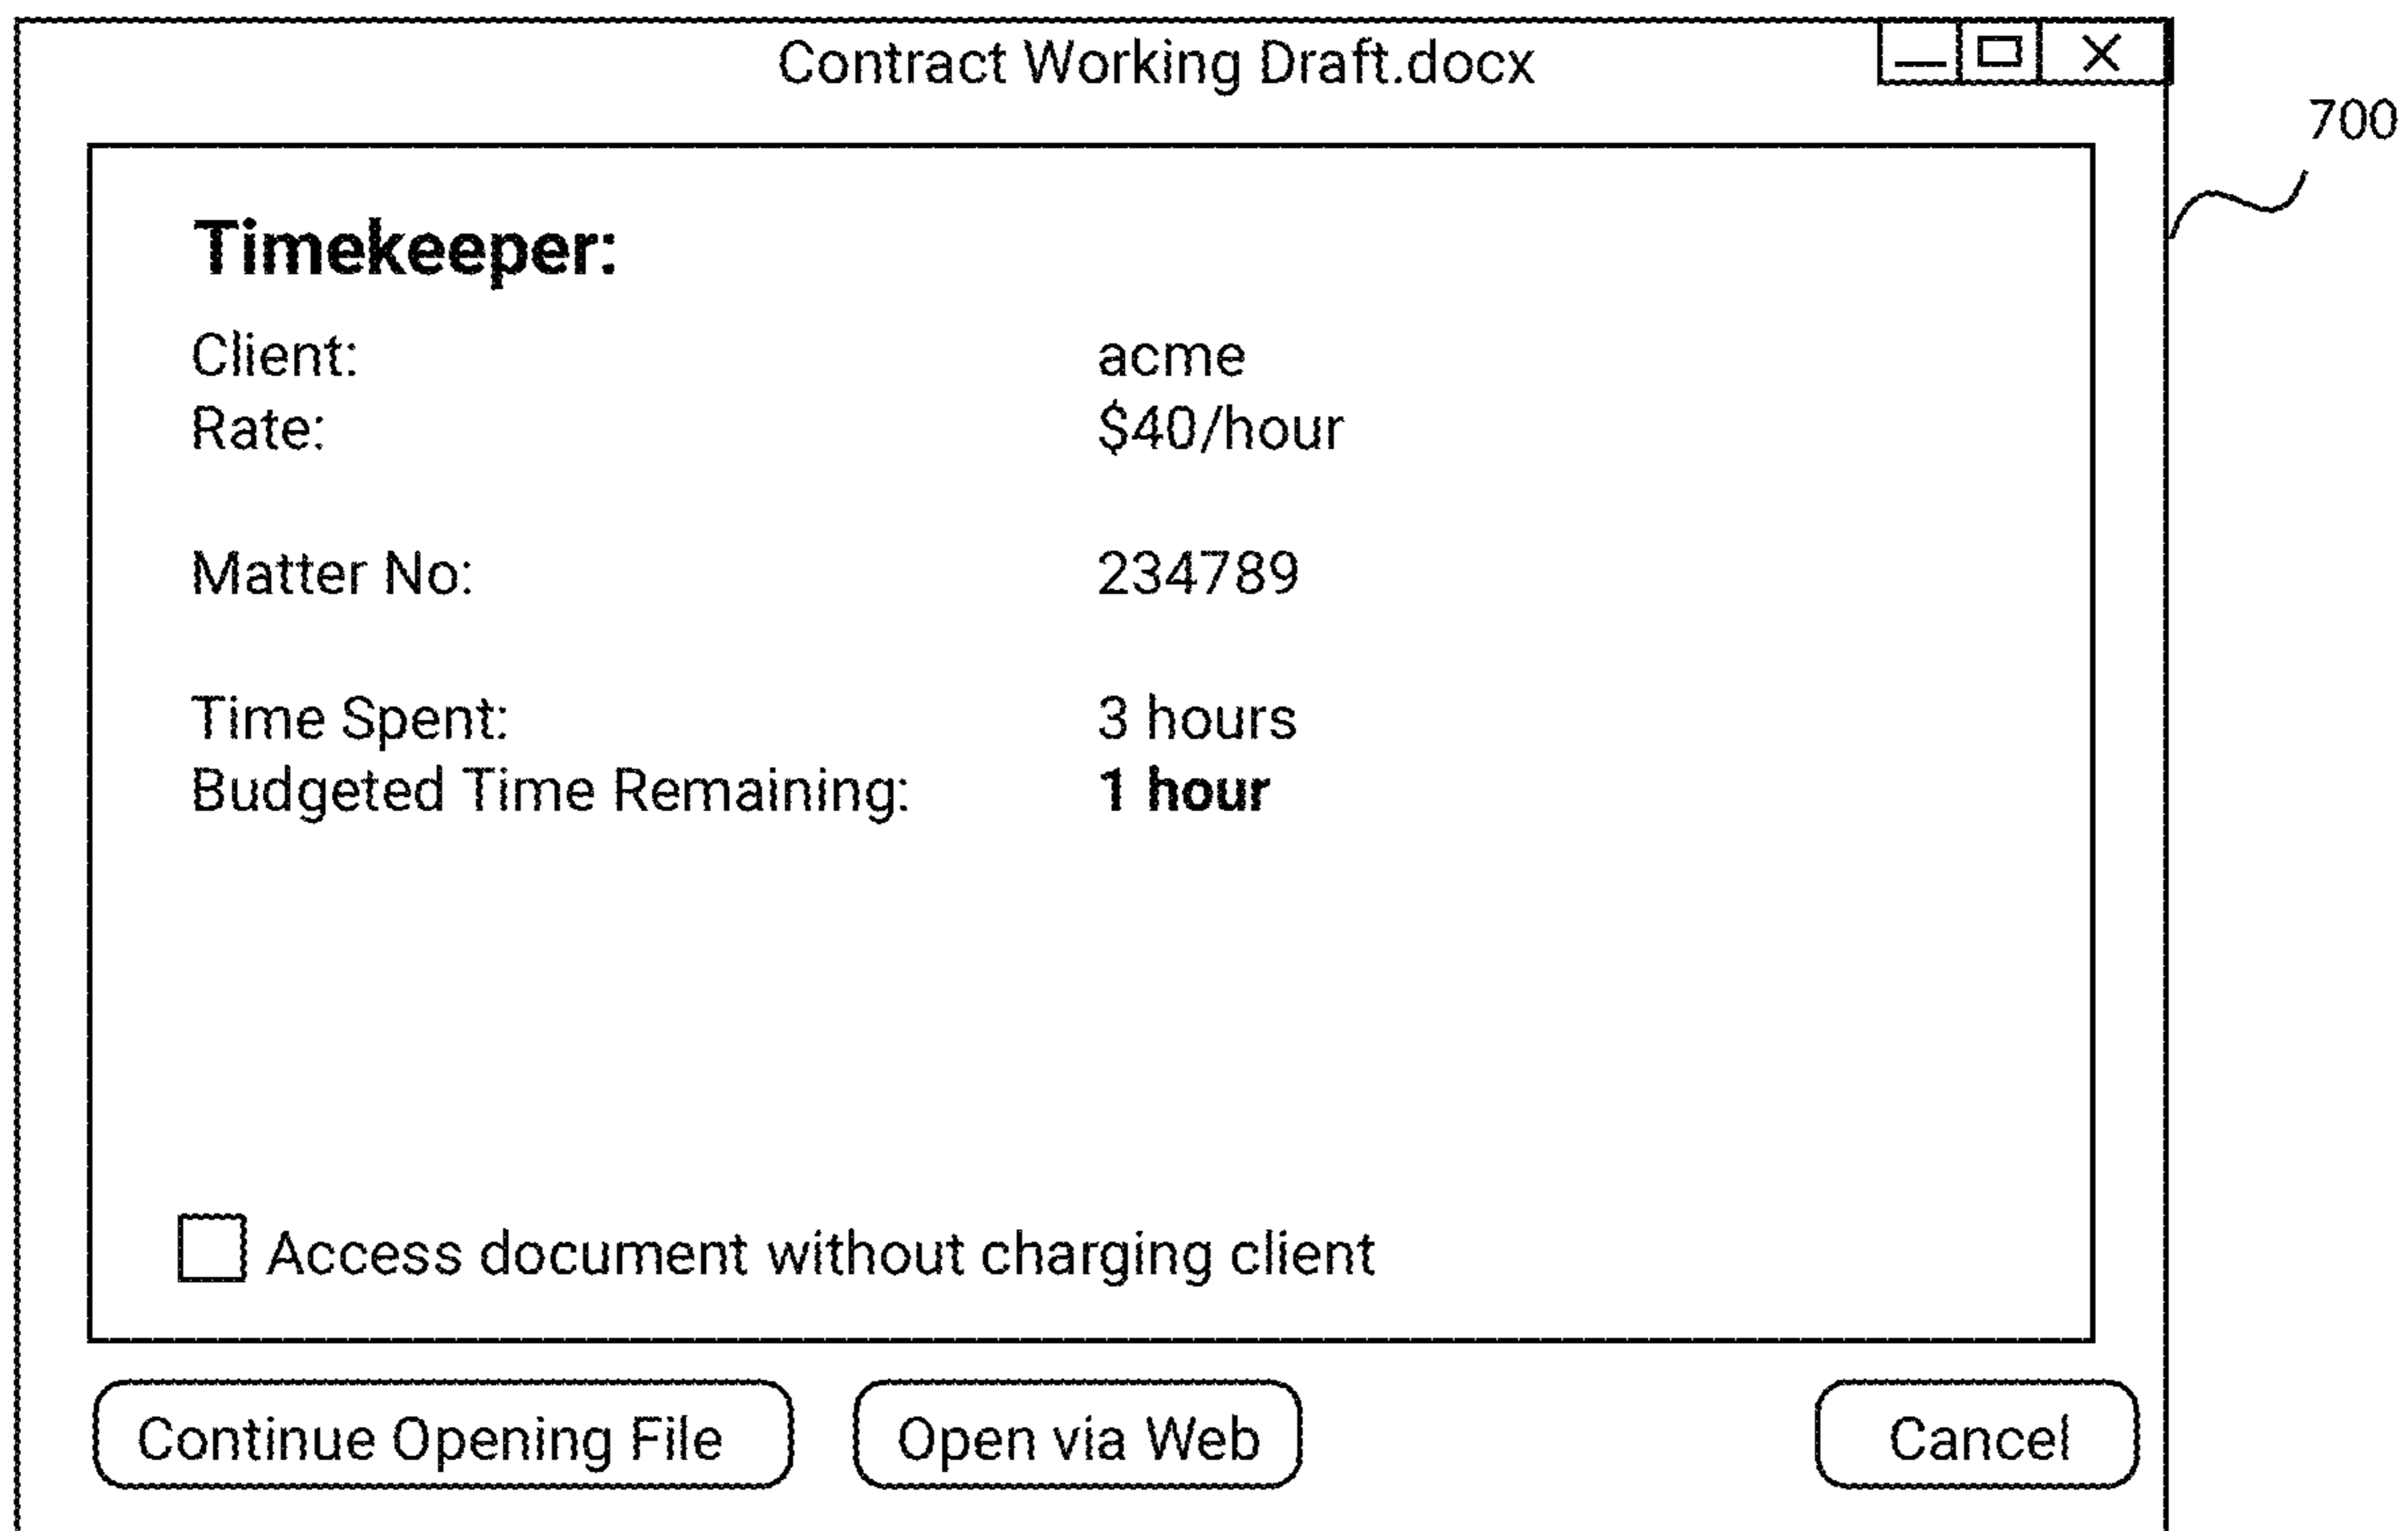 Contract Working Draft.docx
700
Timekeeper:
Client: acme
Rate: $40/hour
Matter No: 234789
Time Spent: 3 hours
Budgeted Time Remaining: 1 hour
Access document without charging client
Continue Opening File Open via Web Cancel